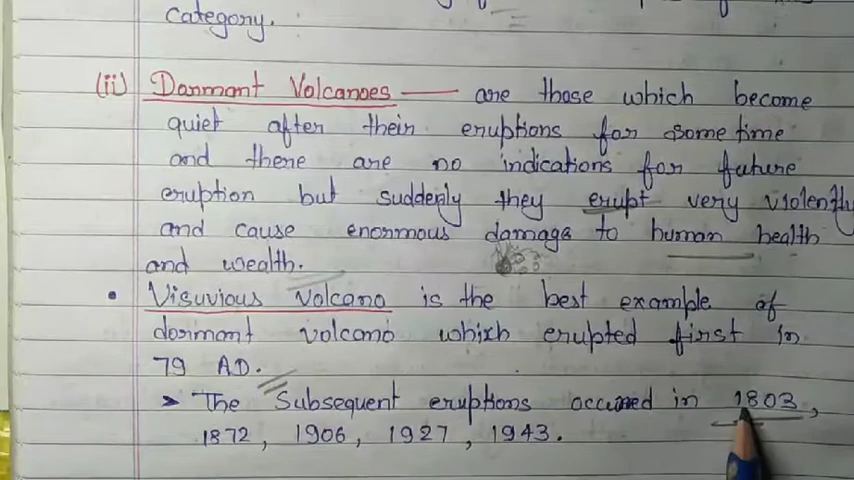 category.
(ii) Dormant Volcanoes — are those which become
quiet after their eruptions for some time
and there are no indications for future
eruption but suddenly they erupt very violently
and cause enormous damage to human health
and wealth.
• Visuvious Volcano is the best example of
dormant volcano which erupted first in
79 AD.
> The Subsequent eruptions occured in 1803,
1872, 1906, 1927, 1943.